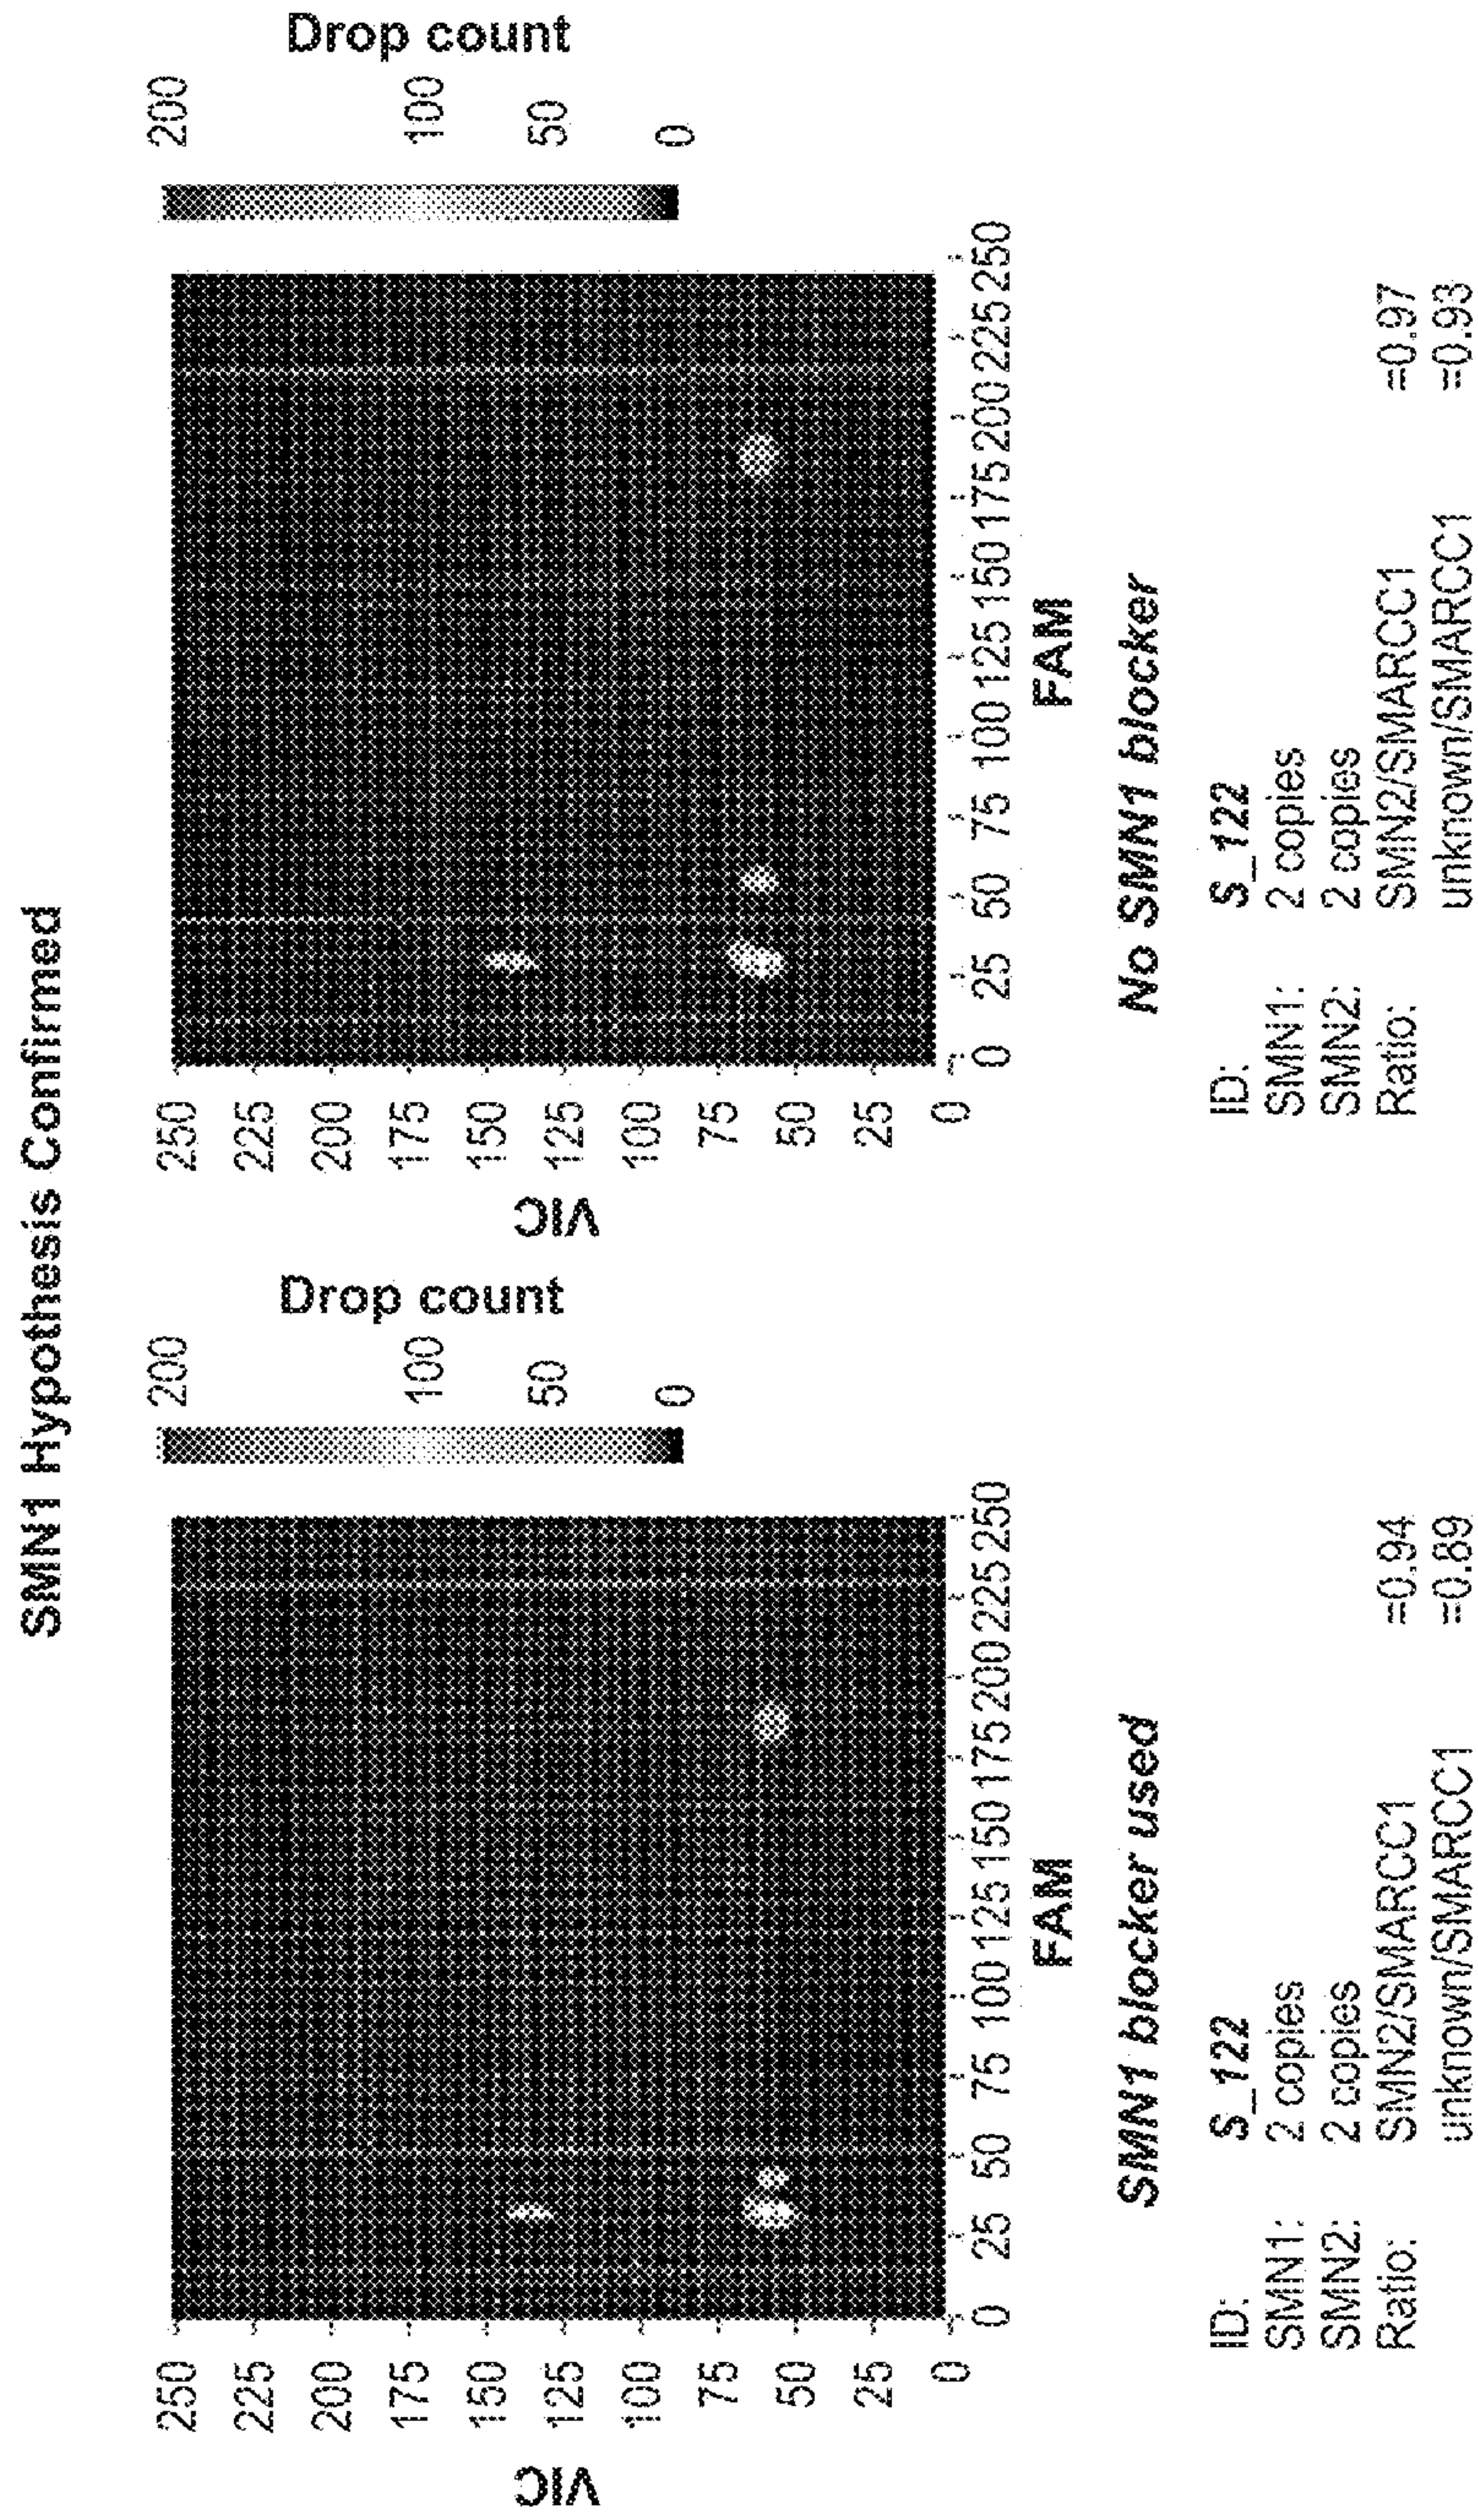 SMN1 Hypothesis Confirmed
Drop count
200
100
50
0
VIC
250
225
200
175
150
125
100
75
50
25
0
0 25 50 75 100 125 150 175 200 225 250
FAM
SMN1 blocker used
ID: S_122
SMN1: 2 copies
SMN2: 2 copies
Ratio: SMN2/SMARCC1 =0.94
unknown/SMARCC1 =0.89
Drop count
200
100
50
0
VIC
250
225
200
175
150
125
100
75
50
25
0
0 25 50 75 100 125 150 175 200 225 250
FAM
No SMN1 blocker
ID: S_122
SMN1: 2 copies
SMN2: 2 copies
Ratio: SMN2/SMARCC1 =0.97
unknown/SMARCC1 =0.93